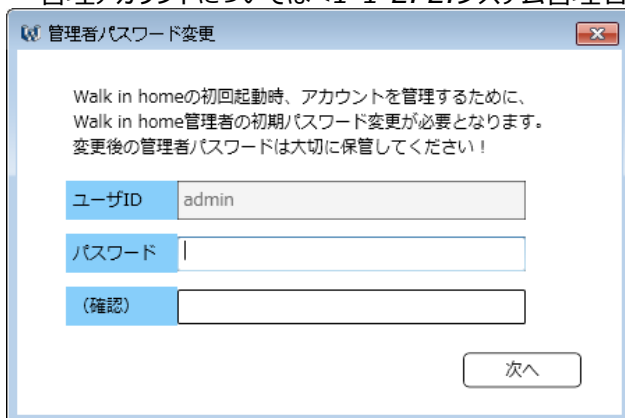 管理者パスワード変更
Walk in homeの初回起動時、アカウントを管理するために、
Walk in home管理者の初期パスワード変更が必要となります。
変更後の管理者パスワードは大切に保管してください！
ユーザID
admin
パスワード
（確認）
次へ